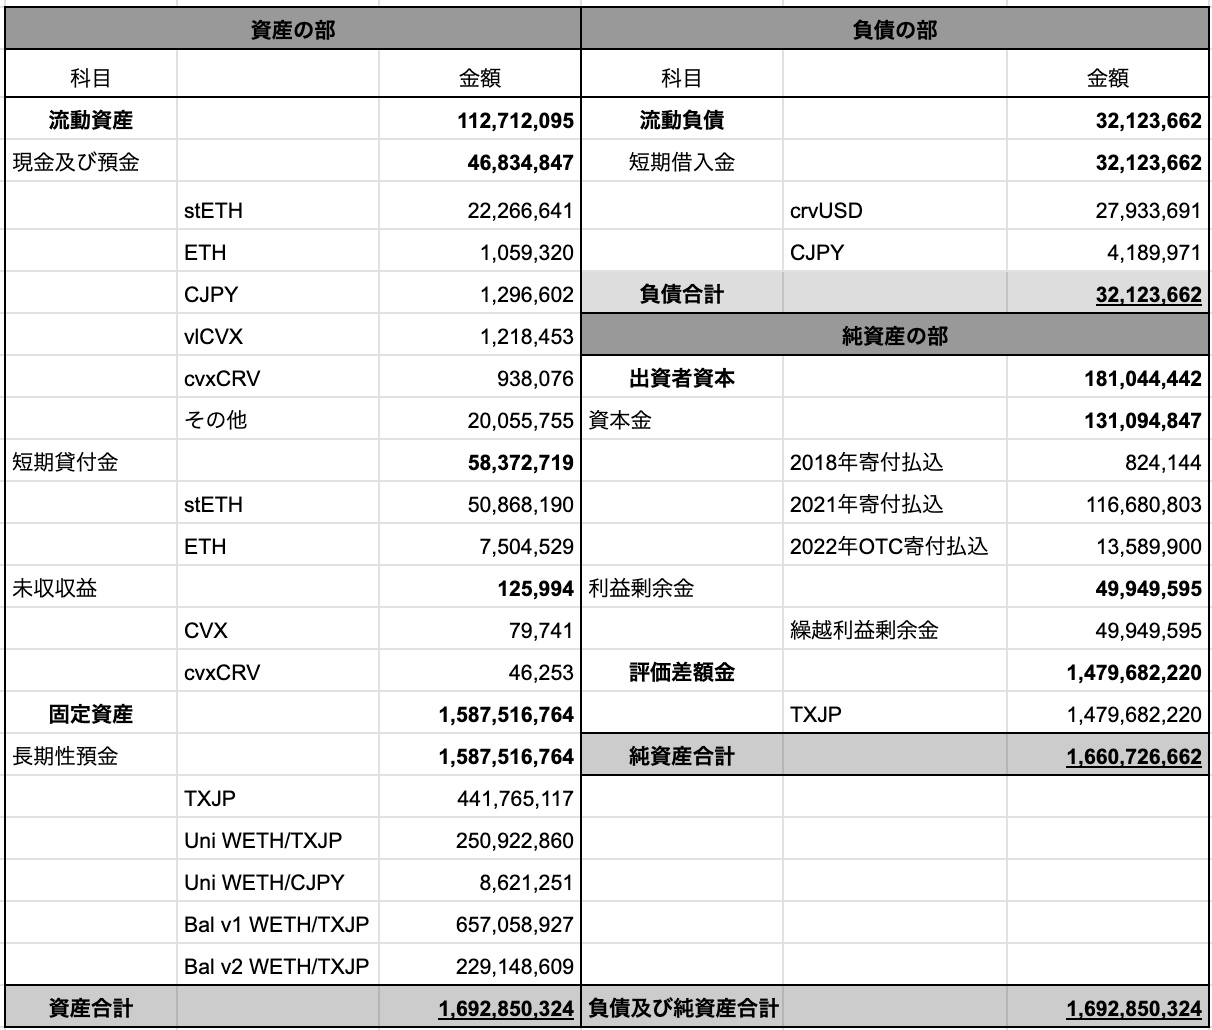 資産の部 負債の部
科目 金額 科目 金額
流動資産 112,712,095 流動負債 32,123,662
現金及び預金 46,834,847 短期借入金 32,123,662
stETH 22,266,641 crvUSD 27,933,691
ETH 1,059,320 CJPY 4,189,971
CJPY 1,296,602 負債合計 32,123,662
vlCVX 1,218,453 純資産の部
cvxCRV 938,076 出資者資本 181,044,442
その他 20,055,755 資本金 131,094,847
短期貸付金 58,372,719 2018年寄付払込 824,144
stETH 50,868,190 2021年寄付払込 116,680,803
ETH 7,504,529 2022年OTC寄付払込 13,589,900
未収収益 125,994 利益剰余金 49,949,595
CVX 79,741 繰越利益剰余金 49,949,595
cvxCRV 46,253 評価差額金 1,479,682,220
固定資産 1,587,516,764 TXJP 1,479,682,220
長期性預金 1,587,516,764 純資産合計 1,660,726,662
TXJP 441,765,117
Uni WETH/TXJP 250,922,860
Uni WETH/CJPY 8,621,251
Bal v1 WETH/TXJP 657,058,927
Bal v2 WETH/TXJP 229,148,609
資産合計 1,692,850,324 負債及び純資産合計 1,692,850,324